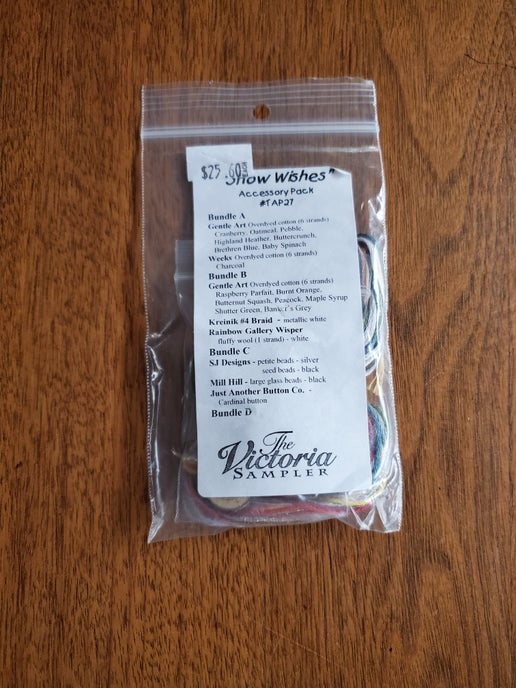 $25.60
"Snow Wishes"
Accessory Pack
#TAP27
Bundle A
Gentle Art Overdyed cotton (6 strands)
Cranberry, Oatmeal, Pebble,
Highland Heather, Buttercrunch,
Brethren Blue, Baby Spinach
Weeks Overdyed cotton (6 strands)
Charcoal
Bundle B
Gentle Art Overdyed cotton (6 strands)
Raspberry Parfait, Burnt Orange,
Butternut Squash, Peacock, Maple Syrup
Shutter Green, Grey
Kreinik #4 Braid - metallic white
Rainbow Gallery Wisper
fluffy wool (1 strand) - white
Bundle C
SJ Designs - petite beads - silver
seed beads - black
Mill Hill - large glass beads - black
Just Another Button Co. -
Cardinal button
Bundle D
The
Victoria
SAMPLER